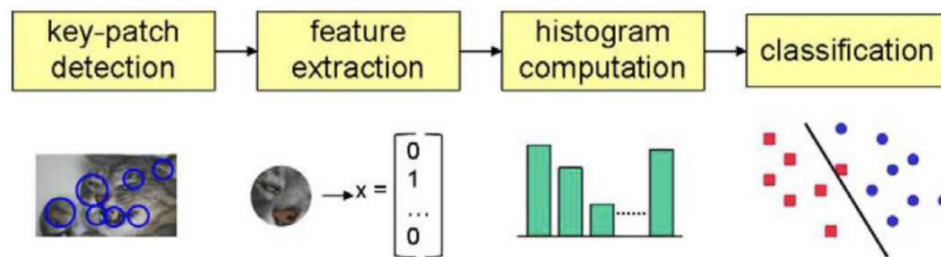 key-patch
detection
feature
extraction
histogram
computation
classification
x =
0
1
...
0
......